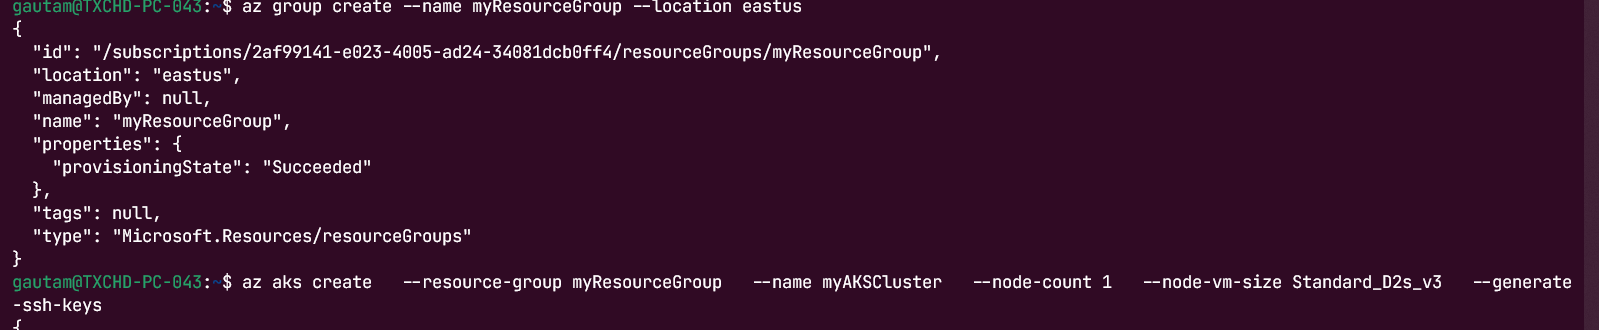 gautam@TXCHD-PC-043:~$ az group create --name myResourceGroup --location eastus
{
  "id": "/subscriptions/2af99141-e023-4005-ad24-34081dcb0ff4/resourceGroups/myResourceGroup",
  "location": "eastus",
  "managedBy": null,
  "name": "myResourceGroup",
  "properties": {
    "provisioningState": "Succeeded"
  },
  "tags": null,
  "type": "Microsoft.Resources/resourceGroups"
}
gautam@TXCHD-PC-043:~$ az aks create   --resource-group myResourceGroup   --name myAKSCluster   --node-count 1   --node-vm-size Standard_D2s_v3   --generate
-ssh-keys
{